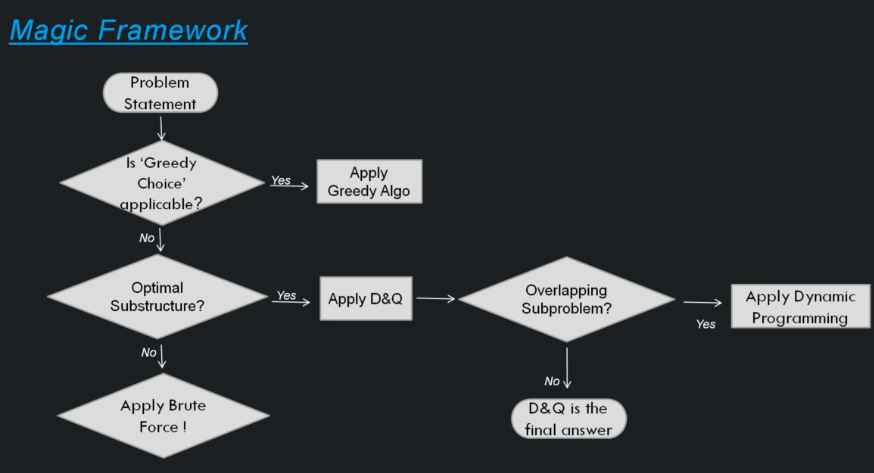 Magic Framework
Problem
Statement
Is ‘Greedy
Choice’
applicable?
Yes
Apply
Greedy Algo
No
Optimal
Substructure?
Yes
Apply D&Q
Overlapping
Subproblem?
Yes
Apply Dynamic
Programming
No
Apply Brute
Force !
No
D&Q is the
final answer